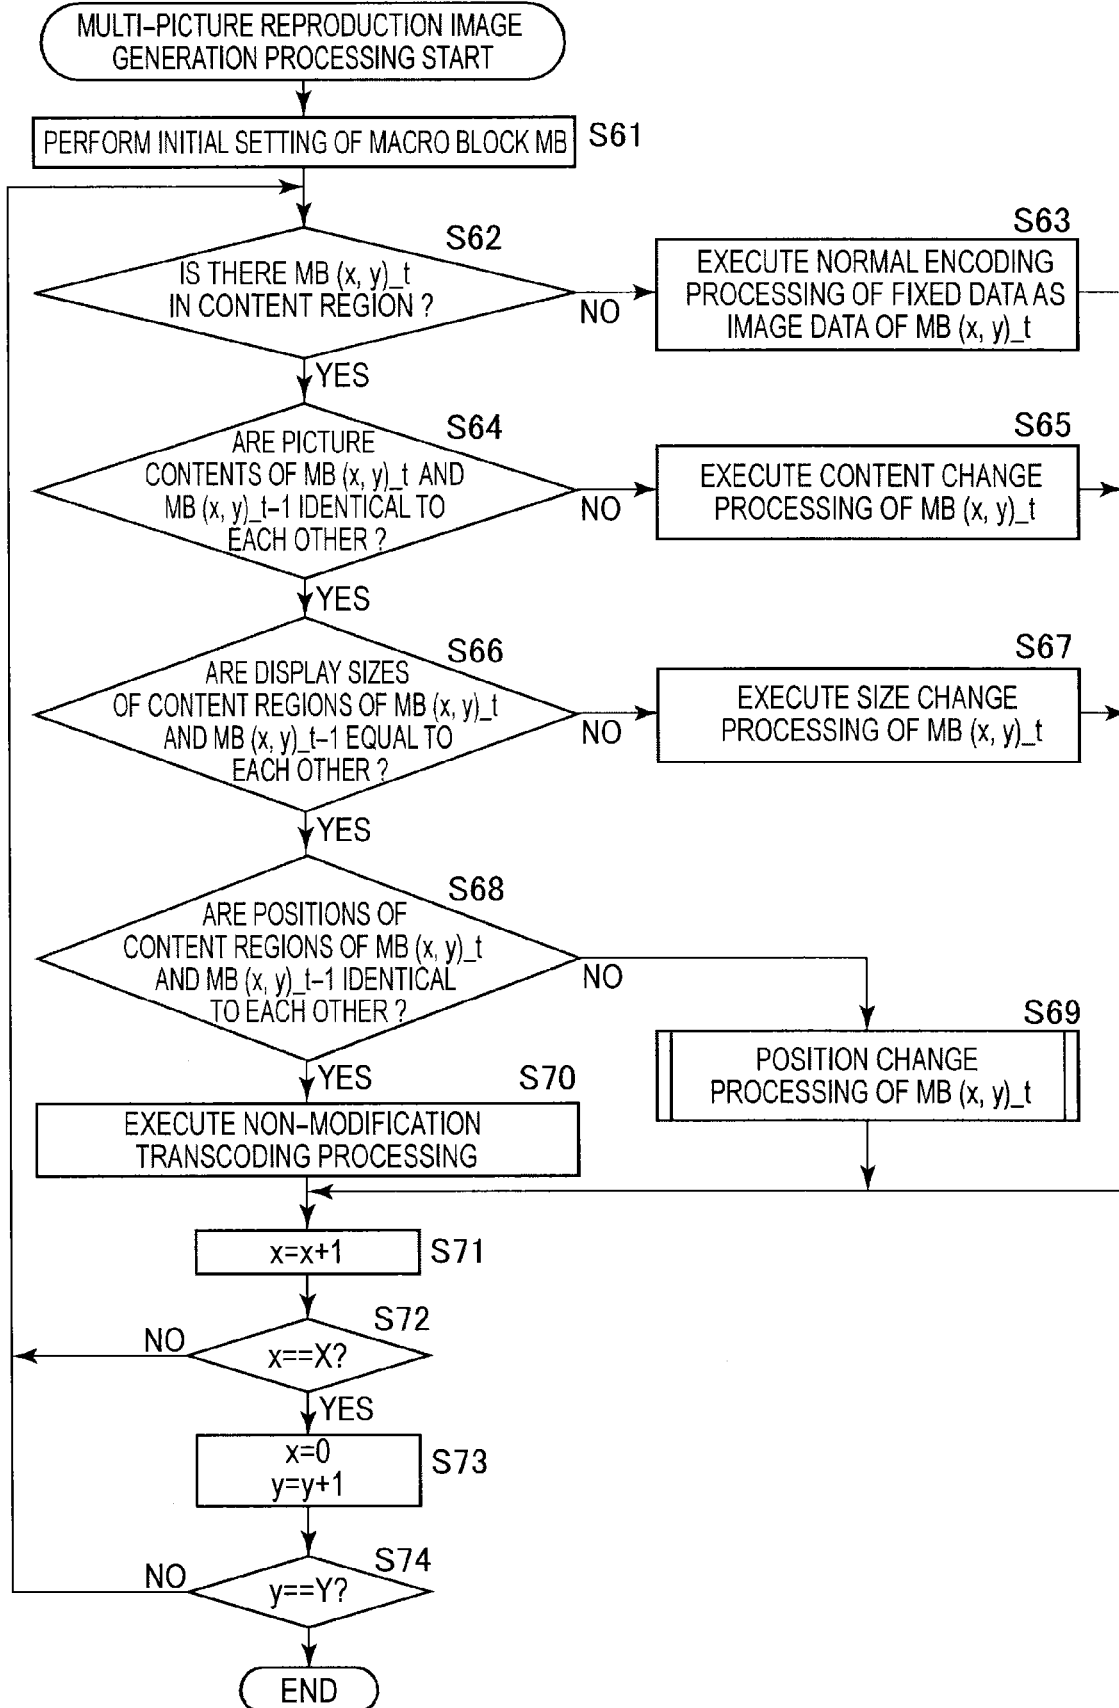 MULTI-PICTURE REPRODUCTION IMAGE
GENERATION PROCESSING START
PERFORM INITIAL SETTING OF MACRO BLOCK MB
S61
S62
IS THERE MB (x, y)_t
IN CONTENT REGION ?
NO
YES
S63
EXECUTE NORMAL ENCODING
PROCESSING OF FIXED DATA AS
IMAGE DATA OF MB (x, y)_t
S64
ARE PICTURE
CONTENTS OF MB (x, y)_t AND
MB (x, y)_t-1 IDENTICAL TO
EACH OTHER ?
NO
YES
S65
EXECUTE CONTENT CHANGE
PROCESSING OF MB (x, y)_t
S66
ARE DISPLAY SIZES
OF CONTENT REGIONS OF MB (x, y)_t
AND MB (x, y)_t-1 EQUAL TO
EACH OTHER ?
NO
YES
S67
EXECUTE SIZE CHANGE
PROCESSING OF MB (x, y)_t
S68
ARE POSITIONS OF
CONTENT REGIONS OF MB (x, y)_t
AND MB (x, y)_t-1 IDENTICAL
TO EACH OTHER ?
NO
YES
S69
POSITION CHANGE
PROCESSING OF MB (x, y)_t
S70
EXECUTE NON-MODIFICATION
TRANSCODING PROCESSING
x=x+1
S71
S72
x==X?
NO
YES
x=0
y=y+1
S73
S74
y==Y?
NO
END